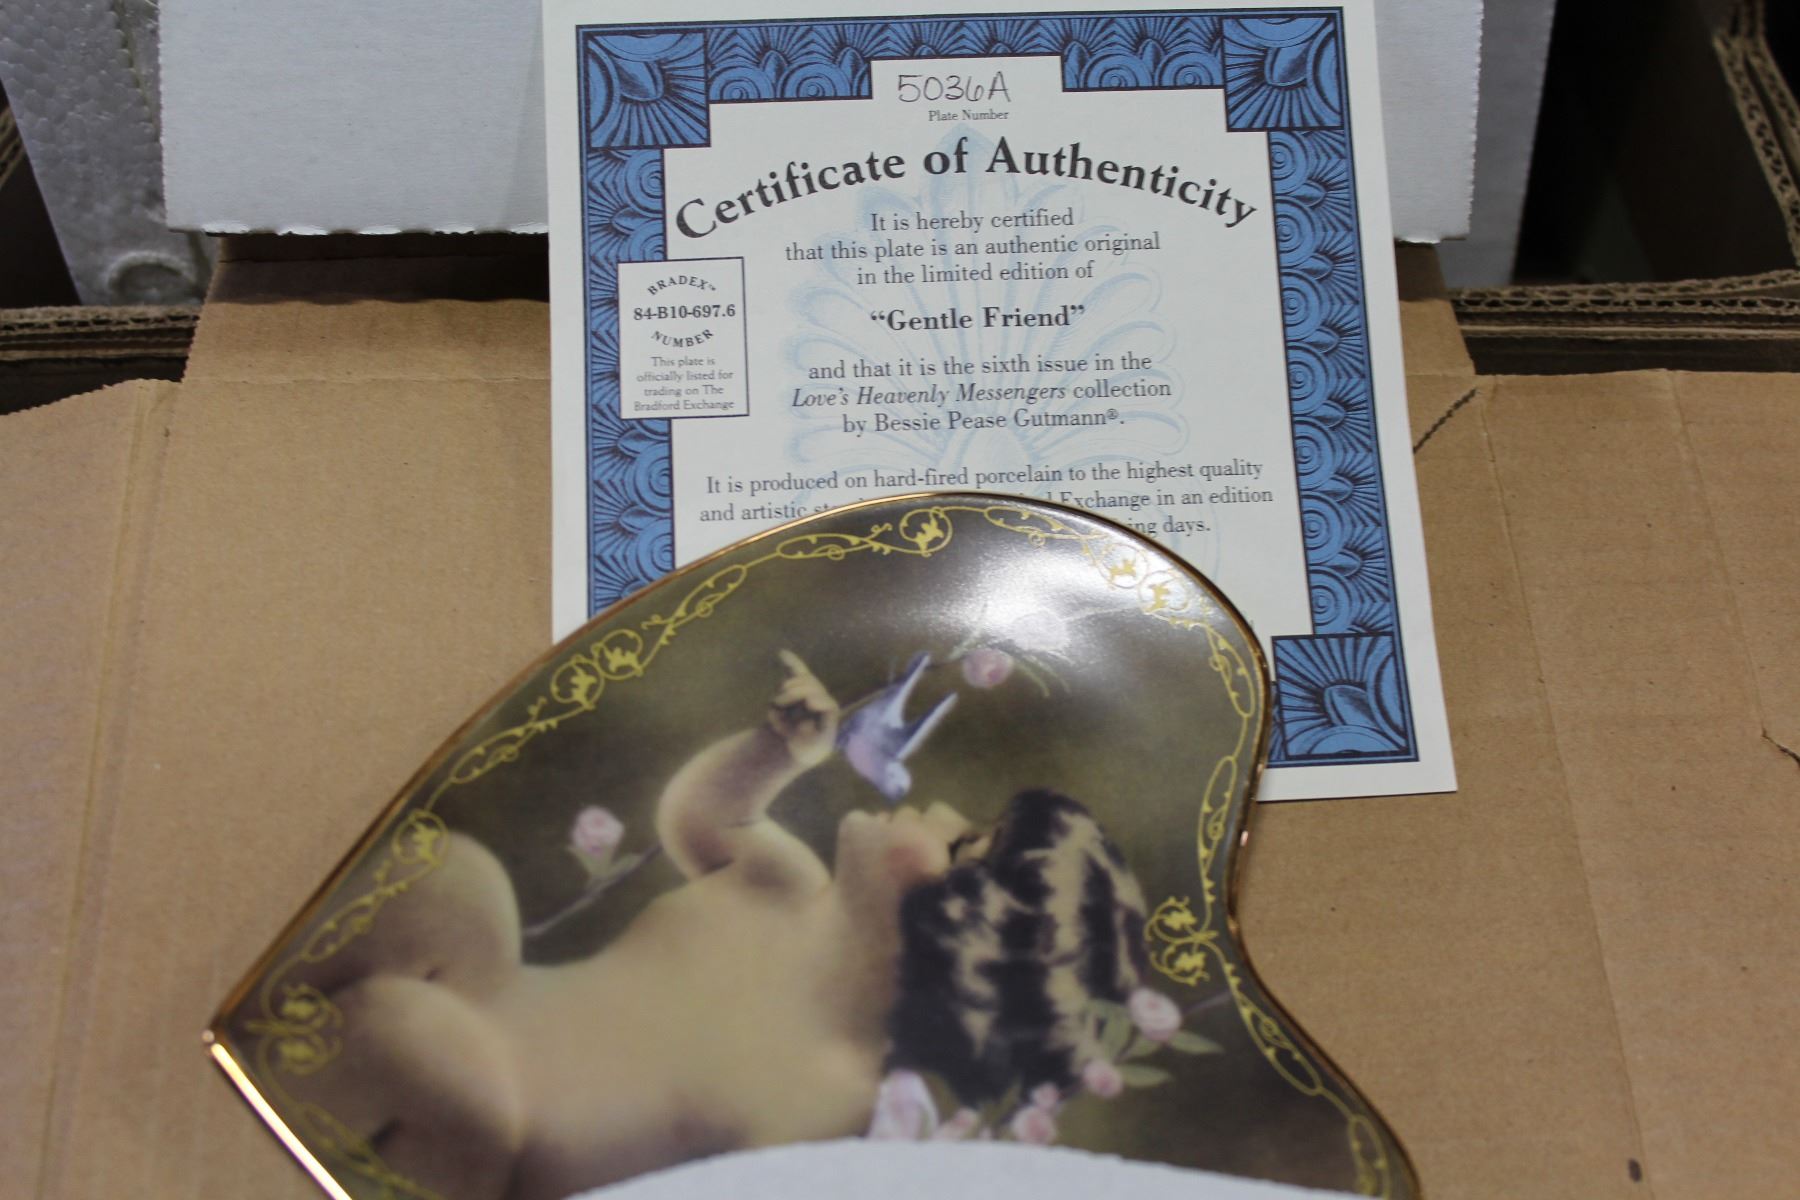 5036A
Plate Number
Certificate of Authenticity
It is hereby certified
that this plate is an authentic original
in the limited edition of
“Gentle Friend”
and that it is the sixth issue in the
Love's Heavenly Messengers collection
by Bessie Pease Gutmann®.
It is produced on hard-fired porcelain to the highest quality
and artistic Exchange in an edition
days.
BRADEX™
84-B10-697.6
NUMBER
This plate is
officially listed for
trading on The
Bradford Exchange